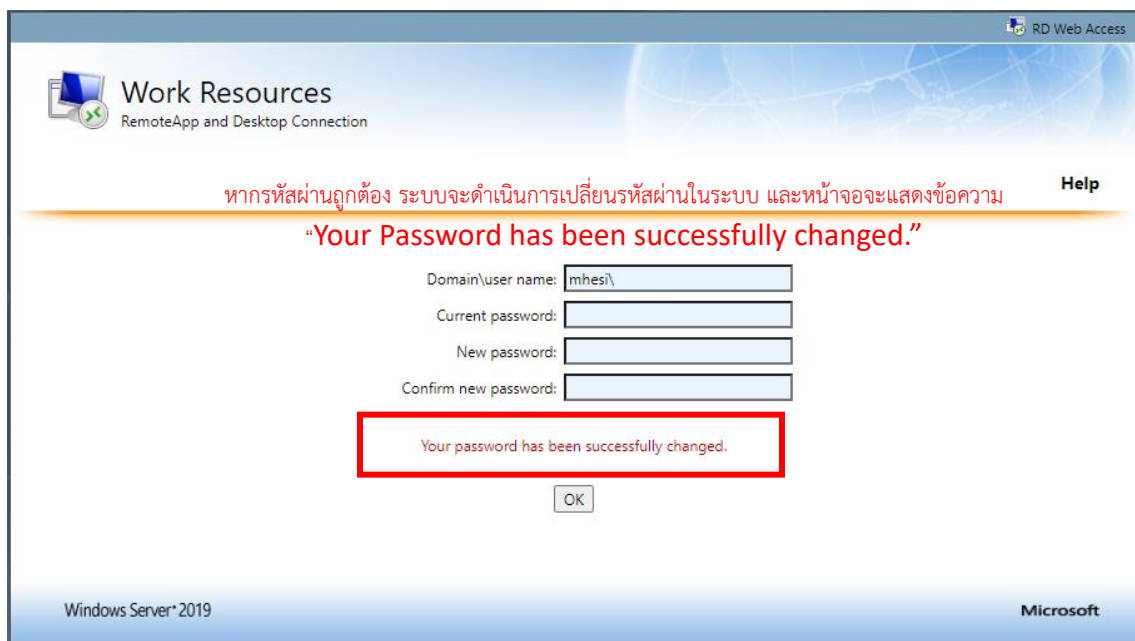 RD Web Access
Work Resources
RemoteApp and Desktop Connection
Help
หากรหัสผ่านถูกต้อง ระบบจะดำเนินการเปลี่ยนรหัสผ่านในระบบ และหน้าจอจะแสดงข้อความ
“Your Password has been successfully changed.”
Domain\user name: mhesi\
Current password:
New password:
Confirm new password:
Your password has been successfully changed.
OK
Windows Server 2019
Microsoft